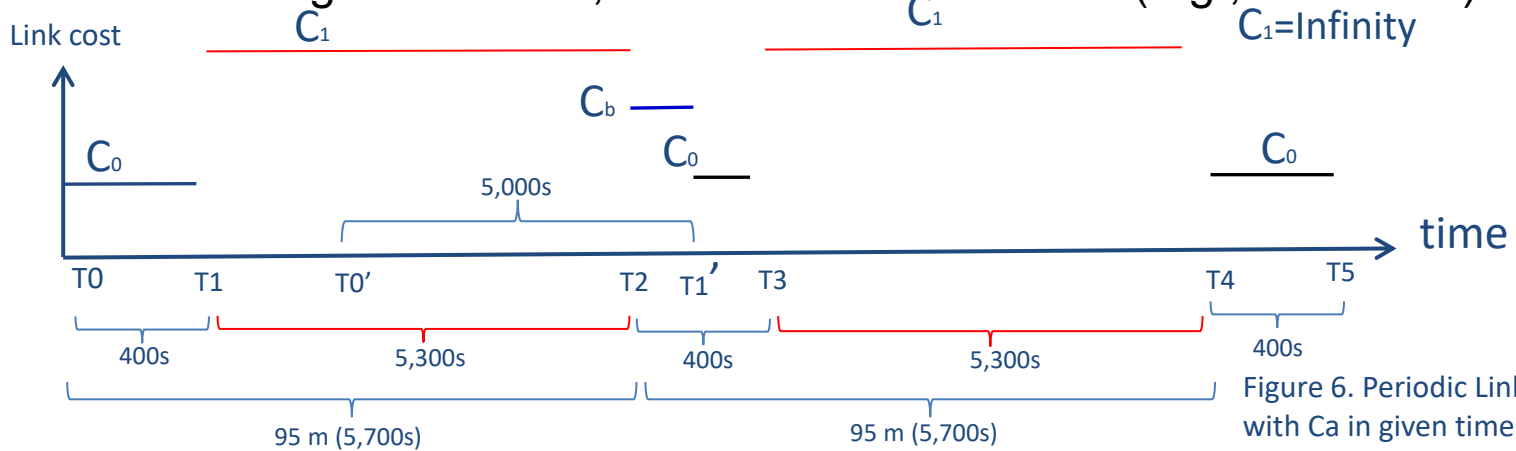 Link cost
C₁
C₁
C₁=Infinity
Cb
C₀
C₀
C₀
5,000s
time
T0
T1
T0’
T2
T1’
T3
T4
T5
400s
5,300s
400s
5,300s
400s
95 m (5,700s)
95 m (5,700s)
Figure 6. Periodic Lin
with Ca in given time